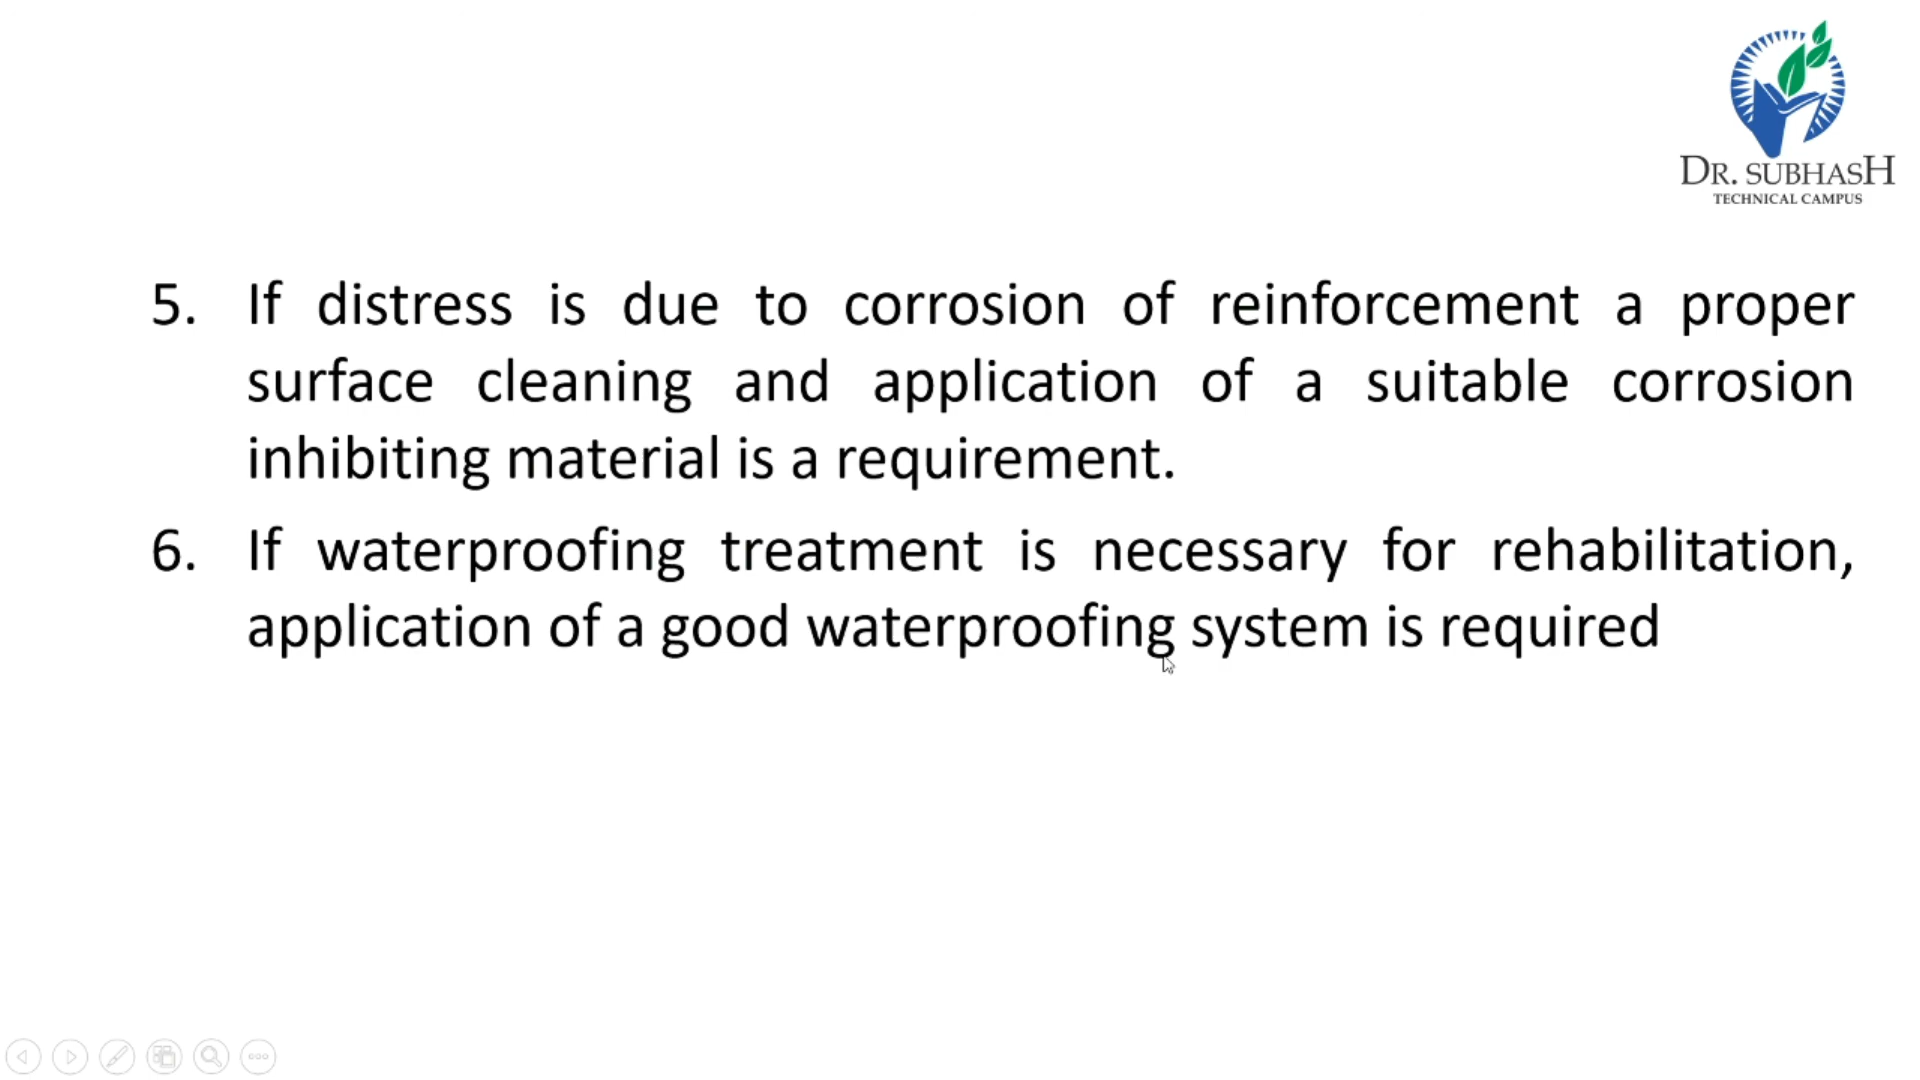 DR. SUBHASH
TECHNICAL CAMPUS
5. If distress is due to corrosion of reinforcement a proper
surface cleaning and application of a suitable corrosion
inhibiting material is a requirement.
6. If waterproofing treatment is necessary for rehabilitation,
application of a good waterproofing system is required